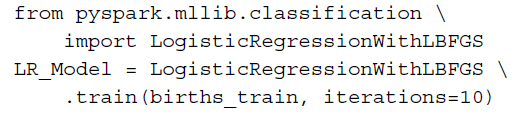 from pyspark.mllib.classification \
    import LogisticRegressionWithLBFGS
LR_Model = LogisticRegressionWithLBFGS \
    .train(births_train, iterations=10)